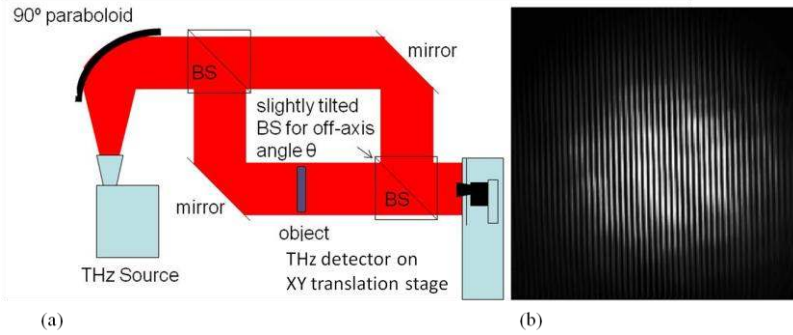 90º paraboloid
BS
mirror
slightly tilted
BS for off-axis
angle θ
BS
mirror
object
THz Source
THz detector on
XY translation stage
(a)
(b)